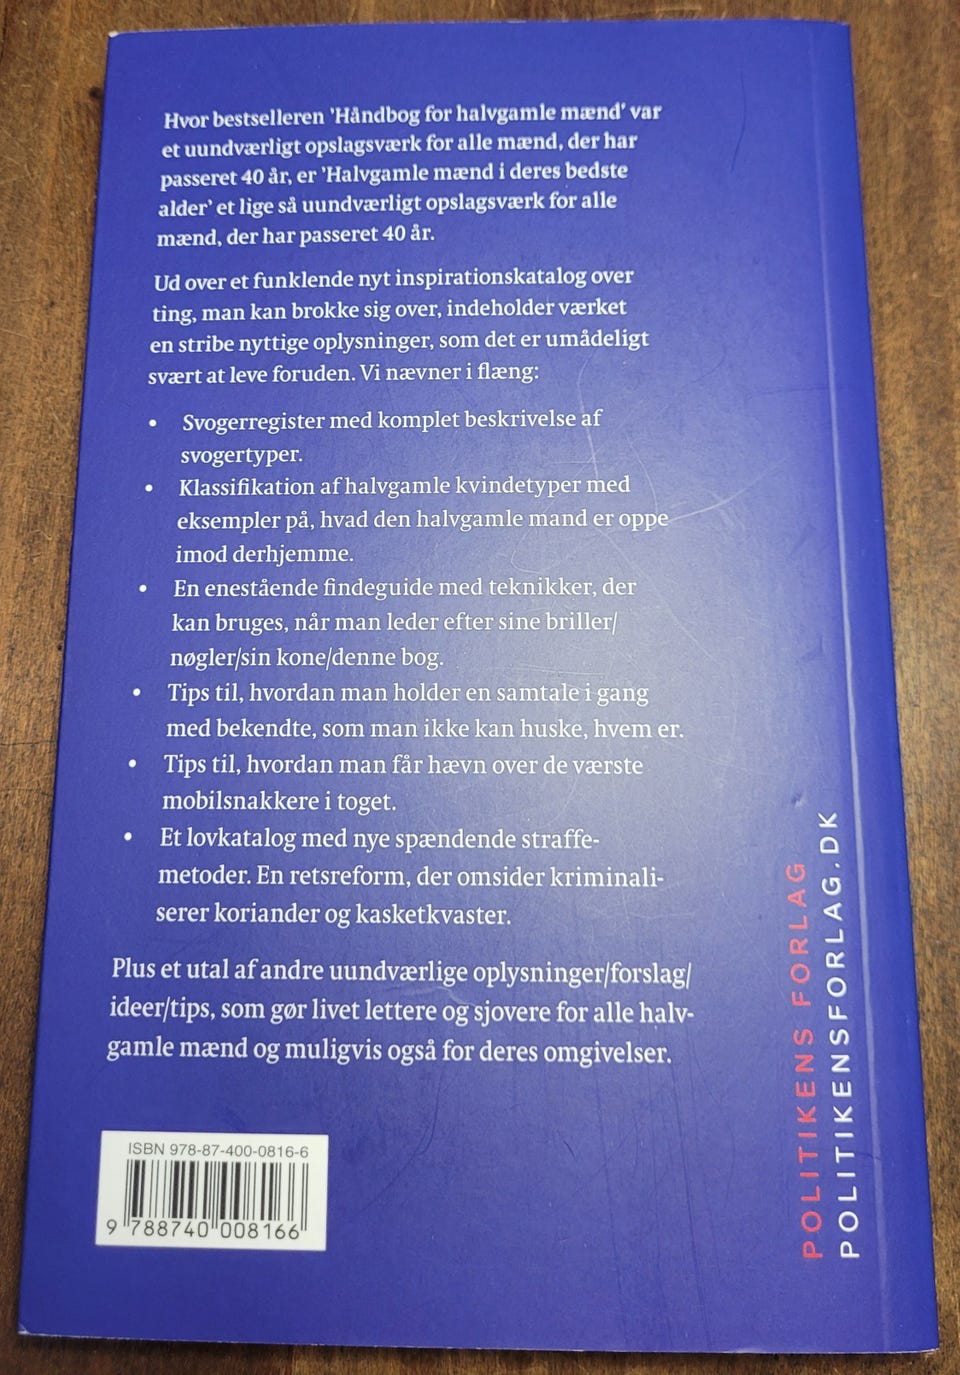 Hvor bestselleren 'Håndbog for halvgamle mænd' var
et uundværligt opslagsværk for alle mænd, der har
passeret 40 år, er 'Halvgamle mænd i deres bedste
alder' et lige så uundværligt opslagsværk for alle
mænd, der har passeret 40 år.
Ud over et funklende nyt inspirationskatalog over
ting, man kan brokke sig over, indeholder værket
en stribe nyttige oplysninger, som det er umådeligt
svært at leve foruden. Vi nævner i flæng:
• Svogerregister med komplet beskrivelse af
svogertyper.
• Klassifikation af halvgamle kvindetyper med
eksempler på, hvad den halvgamle mand er oppe
imod derhjemme.
• En enestående findeguide med teknikker, der
kan bruges, når man leder efter sine briller/
nøgler/sin kone/denne bog.
• Tips til, hvordan man holder en samtale i gang
med bekendte, som man ikke kan huske, hvem er.
• Tips til, hvordan man får hævn over de værste
mobilsnakkere i toget.
• Et lovkatalog med nye spændende straffe-
metoder. En retsreform, der omsider kriminali-
serer koriander og kasketkvaster.
Plus et utal af andre uundværlige oplysninger/forslag/
ideer/tips, som gør livet lettere og sjovere for alle halv-
gamle mænd og muligvis også for deres omgivelser.
ISBN 978-87-400-0816-6
9 788740 008166
POLITIKENS FORLAG
POLITIKENSFORLAG.DK